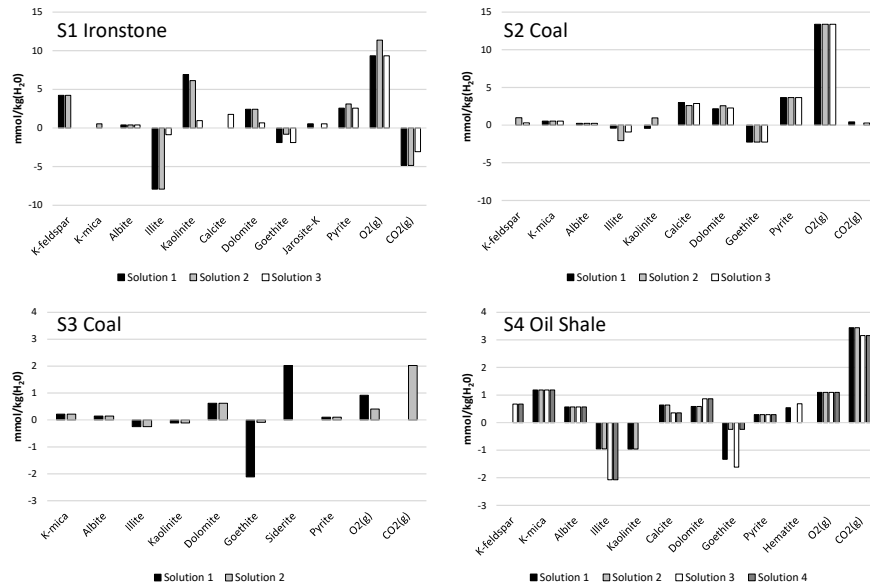 S1 Ironstone
mmol/kg(H₂0)
15
10
5
0
-5
-10
K-feldspar
K-mica
Albite
Illite
Kaolinite
Calcite
Dolomite
Goethite
Jarosite-K
Pyrite
O2(g)
CO2(g)
Solution 1 Solution 2 Solution 3
S2 Coal
mmol/kg(H₂0)
15
10
5
0
-5
-10
K-feldspar
K-mica
Albite
Illite
Kaolinite
Calcite
Dolomite
Goethite
Pyrite
O2(g)
CO2(g)
Solution 1 Solution 2 Solution 3
S3 Coal
mmol/kg(H₂0)
4
3
2
1
0
-1
-2
-3
K-mica
Albite
Illite
Kaolinite
Dolomite
Goethite
Siderite
Pyrite
O2(g)
CO2(g)
Solution 1 Solution 2
S4 Oil Shale
mmol/kg(H₂0)
4
3
2
1
0
-1
-2
-3
K-feldspar
K-mica
Albite
Illite
Kaolinite
Calcite
Dolomite
Goethite
Pyrite
Hematite
O2(g)
CO2(g)
Solution 1 Solution 2 Solution 3 Solution 4